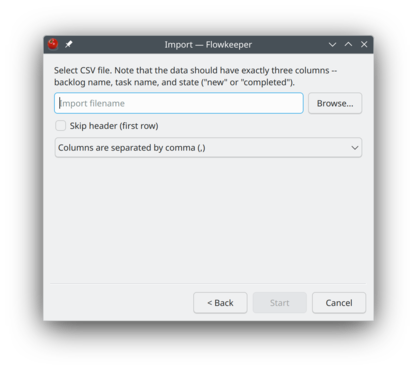 Import — Flowkeeper
Select CSV file. Note that the data should have exactly three columns --
backlog name, task name, and state ("new" or "completed").
Import filename
Browse...
Skip header (first row)
Columns are separated by comma (,)
< Back
Start
Cancel